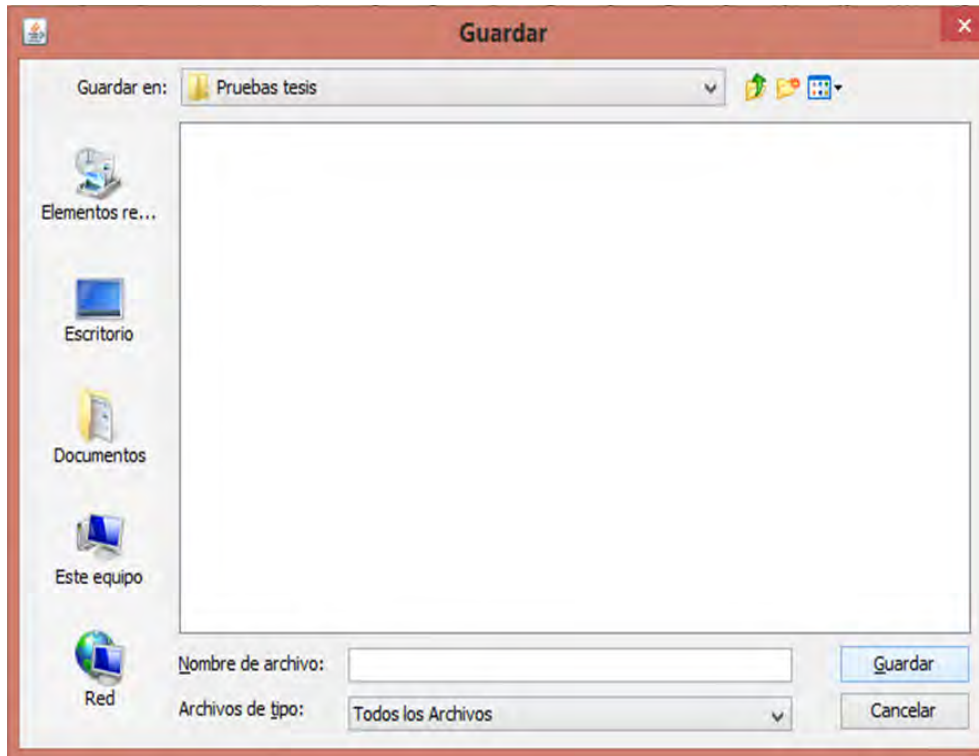 Guardar
Guardar en: Pruebas tesis
Elementos re...
Escritorio
Documentos
Este equipo
Red
Nombre de archivo:
Guardar
Archivos de tipo: Todos los Archivos
Cancelar